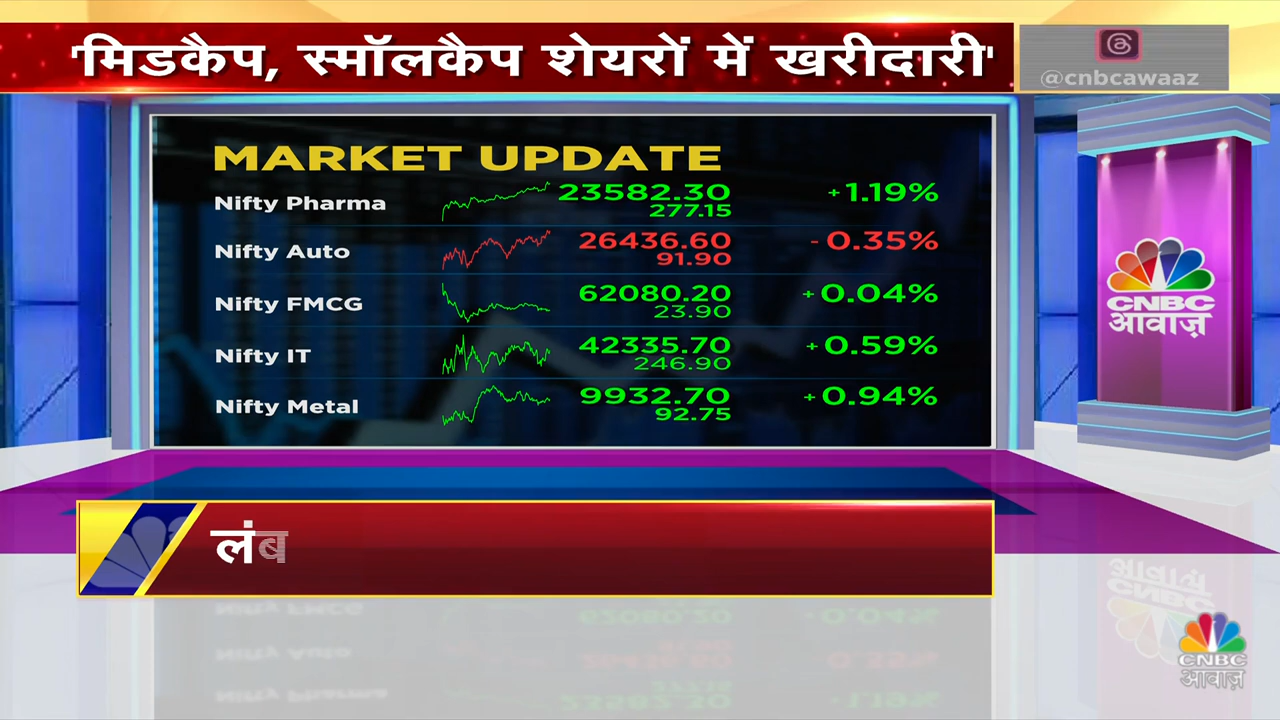 'मिडकैप, स्मॉलकैप शेयरों में खरीदारी'
@cnbcawaaz
MARKET UPDATE
Nifty Pharma 23582.30 +1.19%
277.15
Nifty Auto 26436.60 -0.35%
91.90
Nifty FMCG 62080.20 +0.04%
23.90
Nifty IT 42335.70 +0.59%
246.90
Nifty Metal 9932.70 +0.94%
92.75
CNBC
आवाज़
लंब
CNBC
आवाज़